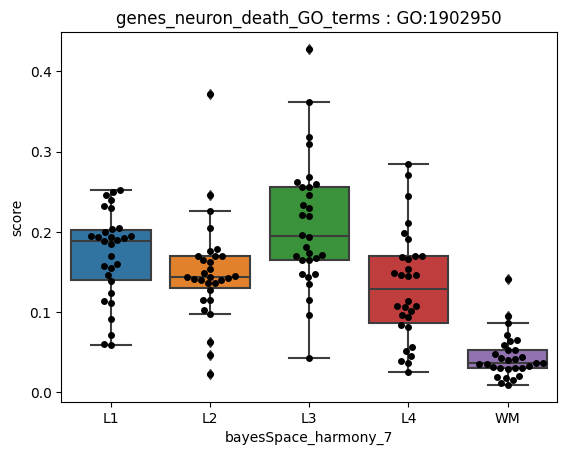 genes_neuron_death_GO_terms : GO:1902950
score
0.4
0.3
0.2
0.1
0.0
L1 L2 L3 L4 WM
bayesSpace_harmony_7